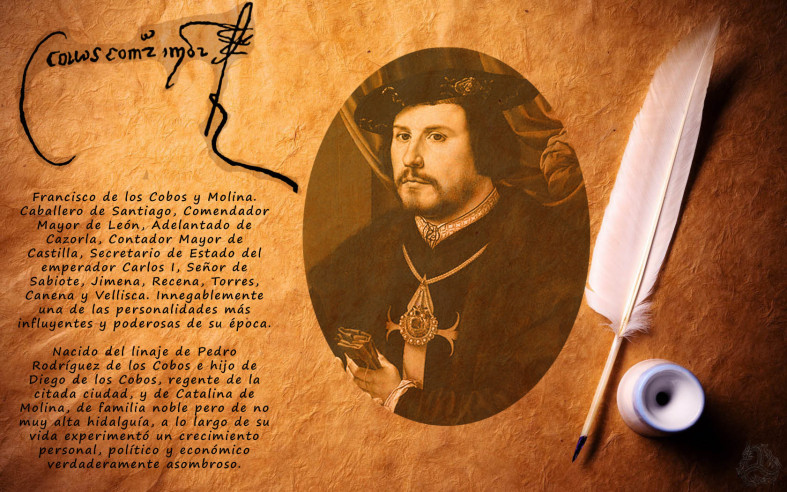 Covos comͫʳ mayor
Francisco de los Cobos y Molina.
Caballero de Santiago, Comendador
Mayor de León, Adelantado de
Cazorla, Contador Mayor de
Castilla, Secretario de Estado del
emperador Carlos I, Señor de
Sabiote, Jimena, Recena, Torres,
Canena y Vellisca. Innegablemente
una de las personalidades más
influyentes y poderosas de su época.
Nacido del linaje de Pedro
Rodríguez de los Cobos e hijo de
Diego de los Cobos, regente de la
citada ciudad, y de Catalina de
Molina, de familia noble pero de no
muy alta hidalguía, a lo largo de su
vida experimentó un crecimiento
personal, político y económico
verdaderamente asombroso.